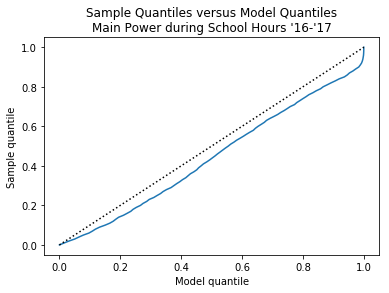 Sample Quantiles versus Model Quantiles
Main Power during School Hours '16-'17
1.0
0.8
0.6
0.4
0.2
0.0
Sample quantile
0.0 0.2 0.4 0.6 0.8 1.0
Model quantile